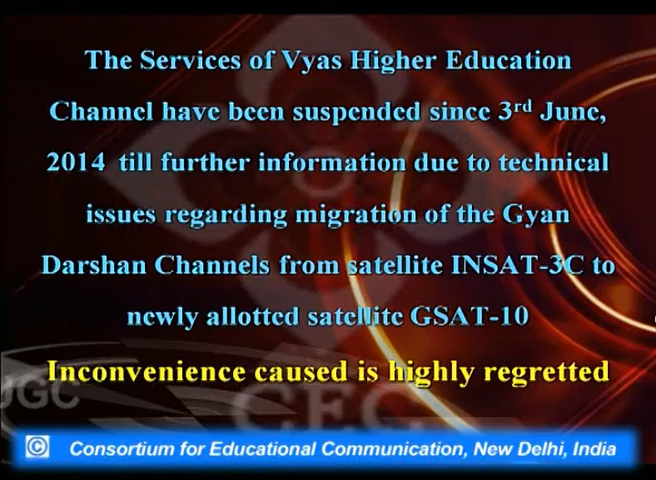 The Services of Vyas Higher Education
Channel have been suspended since 3rd June,
2014 till further information due to technical
issues regarding migration of the Gyan
Darshan Channels from satellite INSAT-3C to
newly allotted satellite GSAT-10
Inconvenience caused is highly regretted
UGC
CEC
© Consortium for Educational Communication, New Delhi, India